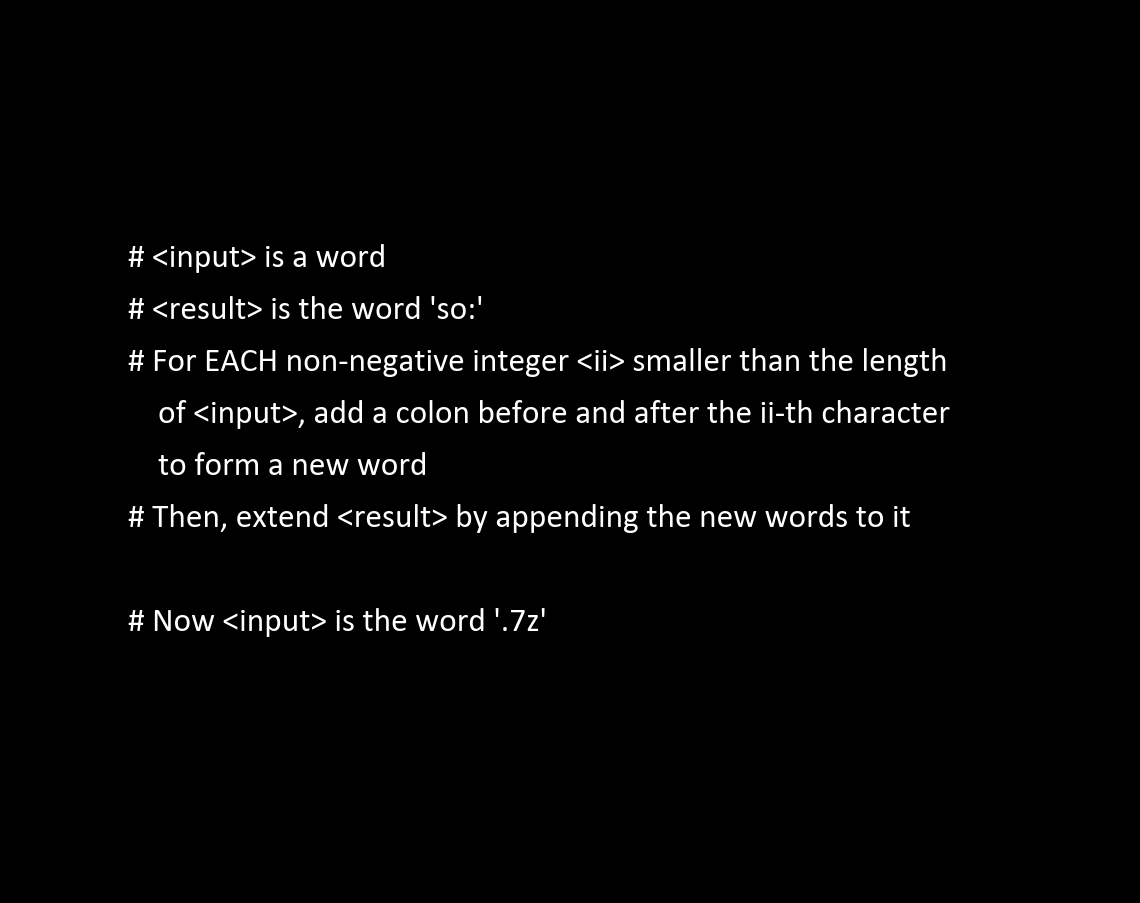 # <input> is a word
# <result> is the word 'so:'
# For EACH non-negative integer <ii> smaller than the length
of <input>, add a colon before and after the ii-th character
to form a new word
# Then, extend <result> by appending the new words to it
# Now <input> is the word '.7z'